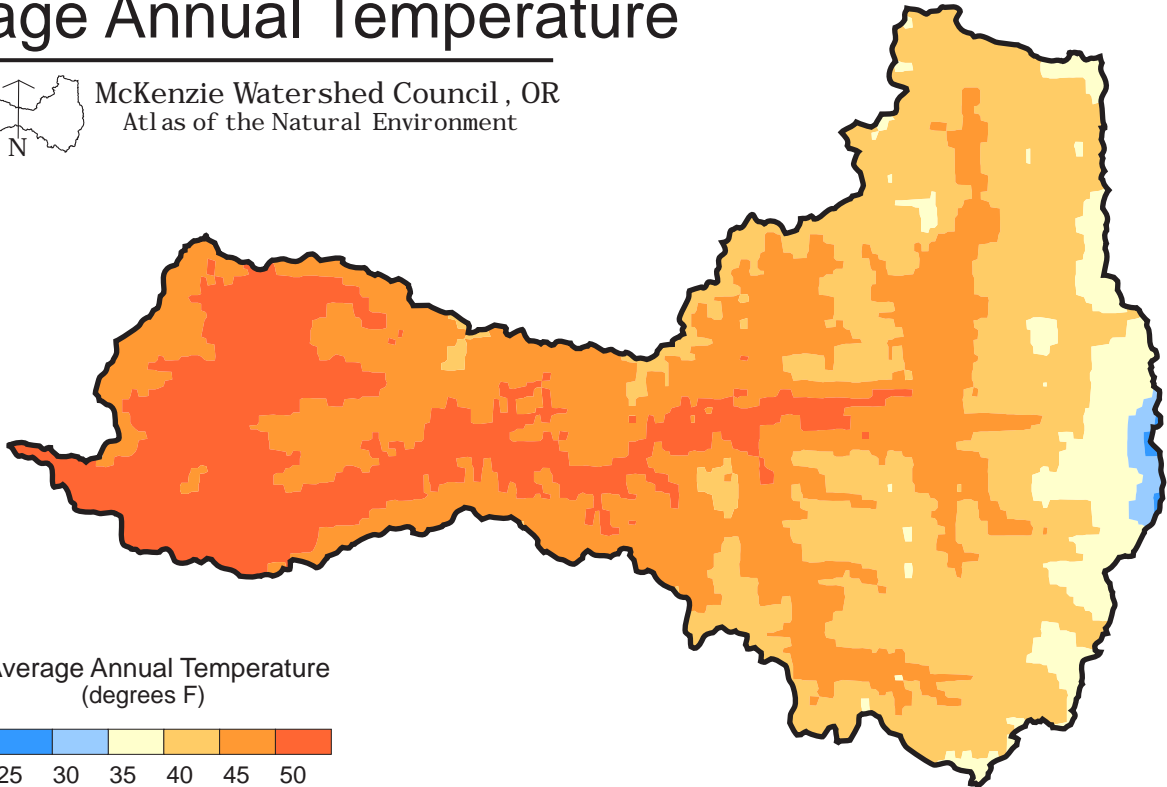 age Annual Temperature
McKenzie Watershed Council, OR
Atlas of the Natural Environment
N
Average Annual Temperature
(degrees F)
25 30 35 40 45 50